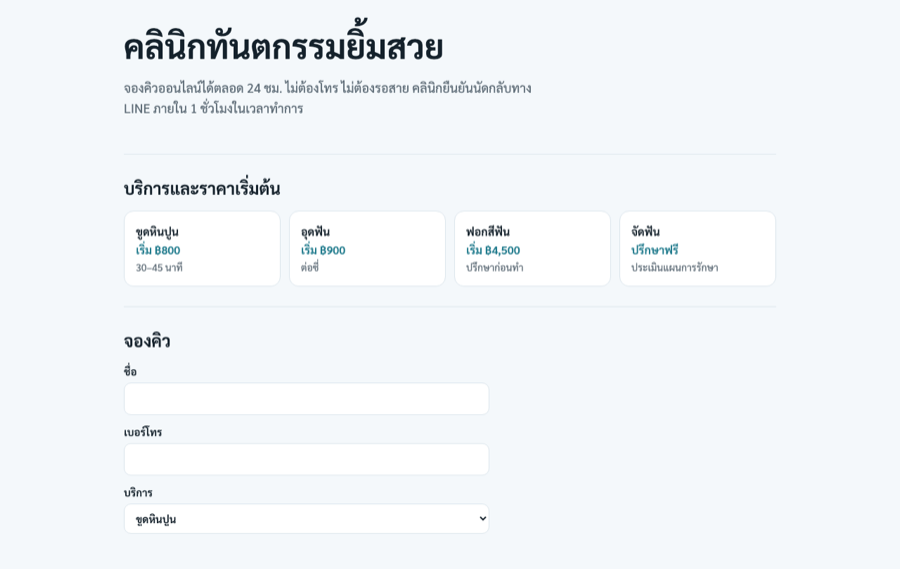 คลินิกทันตกรรมยิ้มสวย
จองคิวออนไลน์ได้ตลอด 24 ชม. ไม่ต้องโทร ไม่ต้องรอสาย คลินิกยืนยันนัดกลับทาง
LINE ภายใน 1 ชั่วโมงในเวลาทำการ
บริการและราคาเริ่มต้น
ขูดหินปูน
เริ่ม ฿800
30–45 นาที
อุดฟัน
เริ่ม ฿900
ต่อซี่
ฟอกสีฟัน
เริ่ม ฿4,500
ปรึกษาก่อนทำ
จัดฟัน
ปรึกษาฟรี
ประเมินแผนการรักษา
จองคิว
ชื่อ
เบอร์โทร
บริการ
ขูดหินปูน